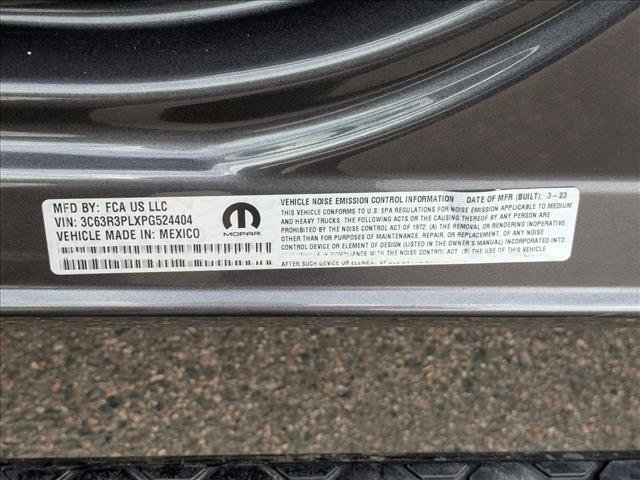 MFD BY: FCA US LLC
VIN: 3C63R3PLXPG524404
VEHICLE MADE IN: MEXICO
MOPAR
VEHICLE NOISE EMISSION CONTROL INFORMATION DATE OF MFR (BUILT): 3-23
THIS VEHICLE CONFORMS TO U.S. EPA REGULATIONS FOR NOISE EMISSION APPLICABLE TO MEDIUM
AND HEAVY TRUCKS. THE FOLLOWING ACTS OR THE CAUSING THEREOF BY ANY PERSON ARE
PROHIBITED BY THE NOISE CONTROL ACT OF 1972: (A) THE REMOVAL OR RENDERING INOPERATIVE,
OTHER THAN FOR PURPOSES OF MAINTENANCE, REPAIR, OR REPLACEMENT, OF ANY NOISE
CONTROL DEVICE OR ELEMENT OF DESIGN (LISTED IN THE OWNER'S MANUAL) INCORPORATED INTO
VEHICLE IN COMPLIANCE WITH THE NOISE CONTROL ACT; (B) THE USE OF THIS VEHICLE
AFTER SUCH DEVICE OR ELEMENT OF